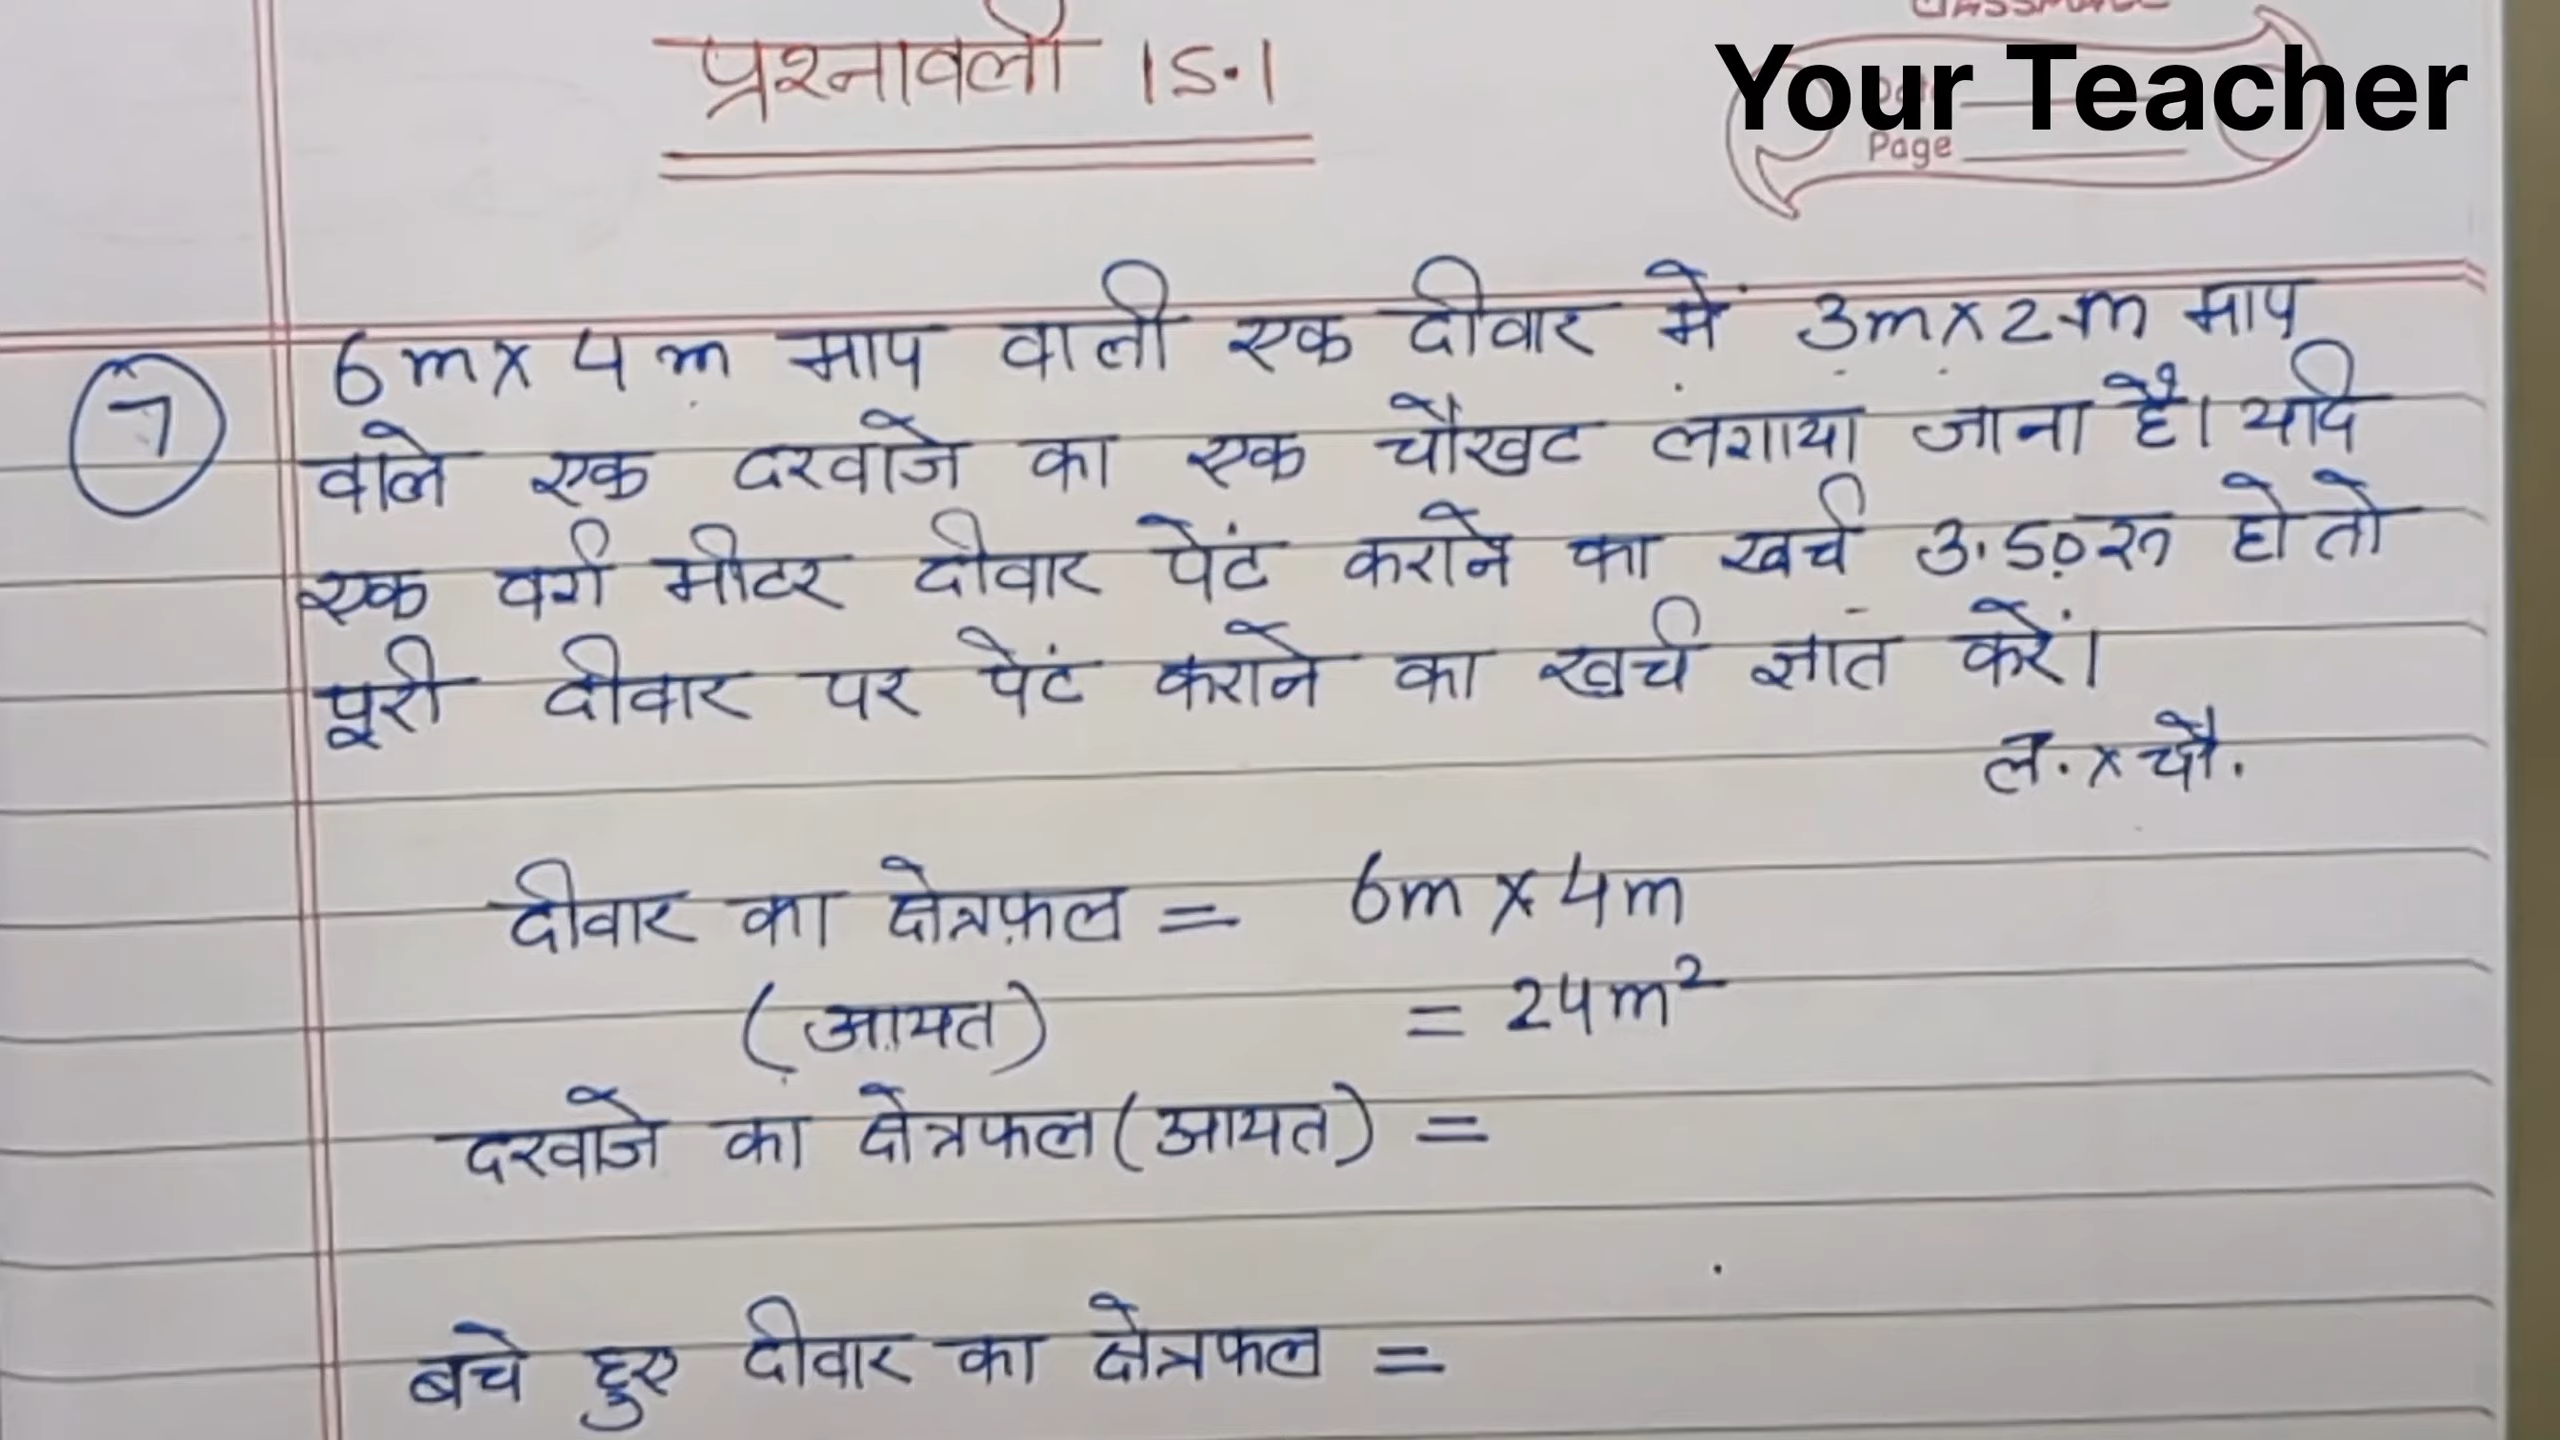 प्रश्नावली 15.1
Your Teacher
Page
7
6m x 4m माप वाली एक दीवार में 3m x 2m माप
वाले एक दरवाजे का एक चौखट लगाया जाना है। यदि
एक वर्ग मीटर दीवार पेंट कराने का खर्च 3.50 रु हो तो
पूरी दीवार पर पेंट कराने का खर्च ज्ञात करें।
ल. x चौ.
दीवार का क्षेत्रफल = 6m x 4m
(आयत) = 24m²
दरवाजे का क्षेत्रफल (आयत) =
बचे हुए दीवार का क्षेत्रफल =